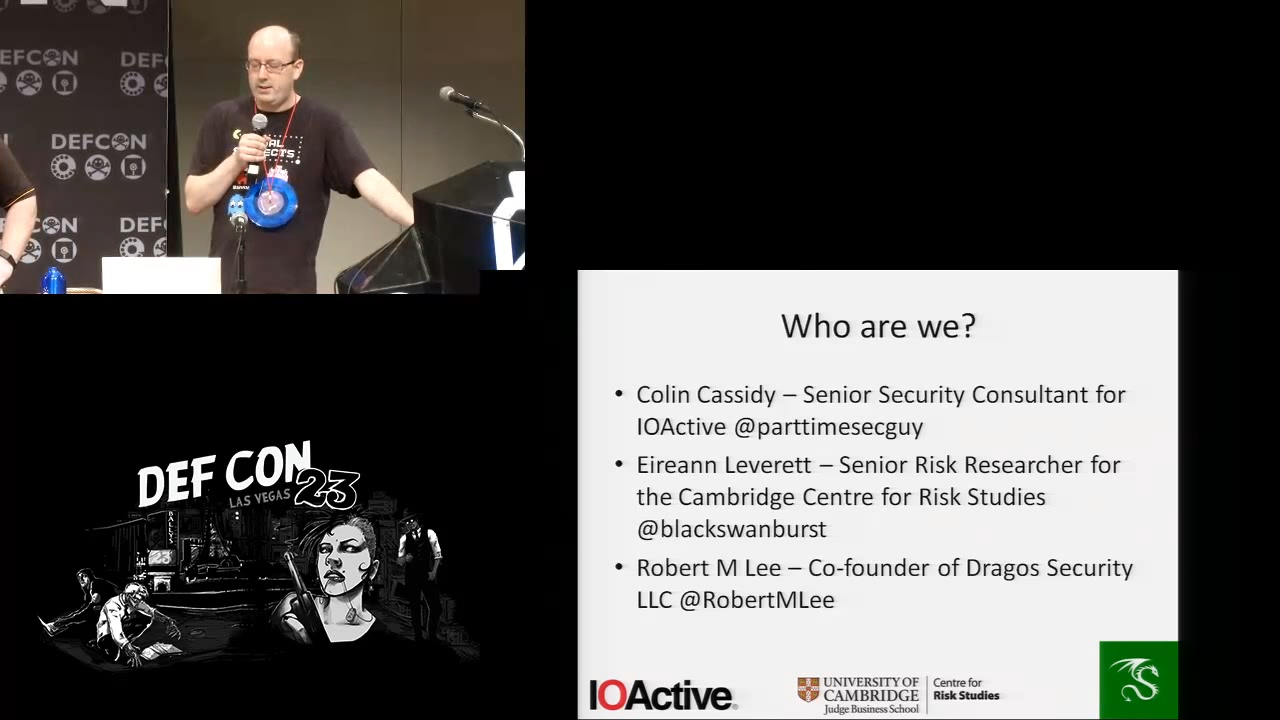 DEFCON
DEFCON
DEFCON
DEFCON
Who are we?
• Colin Cassidy – Senior Security Consultant for
IOActive @parttimesecguy
• Eireann Leverett – Senior Risk Researcher for
the Cambridge Centre for Risk Studies
@blackswanburst
• Robert M Lee – Co-founder of Dragos Security
LLC @RobertMLee
IOActive
UNIVERSITY OF
CAMBRIDGE
Judge Business School
Centre for
Risk Studies
DEF CON 23
LAS VEGAS
BALLYS